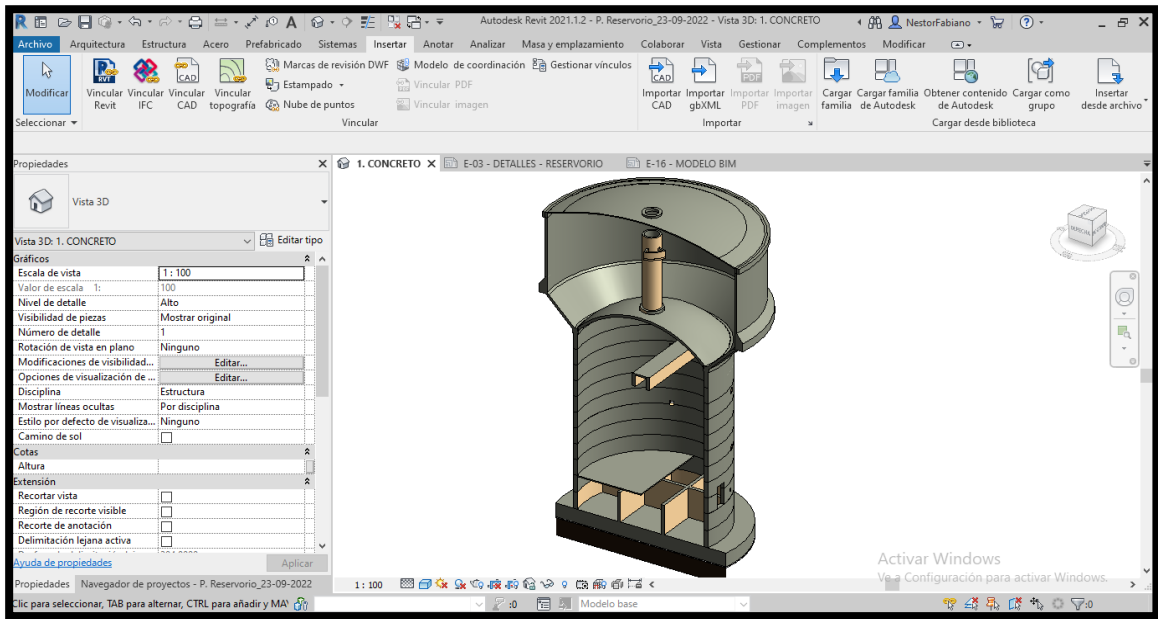 Autodesk Revit 2021.1.2 - P. Reservorio_23-09-2022 - Vista 3D: 1. CONCRETO
NestorFabiano
Archivo Arquitectura Estructura Acero Prefabricado Sistemas Insertar Anotar Analizar Masa y emplazamiento Colaborar Vista Gestionar Complementos Modificar
Modificar
Vincular Revit
Vincular IFC
Vincular CAD
Vincular topografía
Marcas de revisión DWF
Estampado
Nube de puntos
Modelo de coordinación
Vincular PDF
Vincular imagen
Gestionar vínculos
Importar CAD
Importar gbXML
Importar PDF
Importar imagen
Cargar familia
Cargar familia de Autodesk
Obtener contenido de Autodesk
Cargar como grupo
Insertar desde archivo
Seleccionar Vincular Importar Cargar desde biblioteca
Propiedades
1. CONCRETO E-03 - DETALLES - RESERVORIO E-16 - MODELO BIM
Vista 3D
Vista 3D: 1. CONCRETO Editar tipo
Gráficos
Escala de vista 1 : 100
Valor de escala 1: 100
Nivel de detalle Alto
Visibilidad de piezas Mostrar original
Número de detalle 1
Rotación de vista en plano Ninguno
Modificaciones de visibilidad... Editar...
Opciones de visualización de ... Editar...
Disciplina Estructura
Mostrar líneas ocultas Por disciplina
Estilo por defecto de visualiza... Ninguno
Camino de sol
Cotas
Altura
Extensión
Recortar vista
Región de recorte visible
Recorte de anotación
Delimitación lejana activa
Ayuda de propiedades Aplicar
Activar Windows
Ve a Configuración para activar Windows.
Propiedades Navegador de proyectos - P. Reservorio_23-09-2022
1 : 100
Clic para seleccionar, TAB para alternar, CTRL para añadir y MAY
:0 Modelo base :0